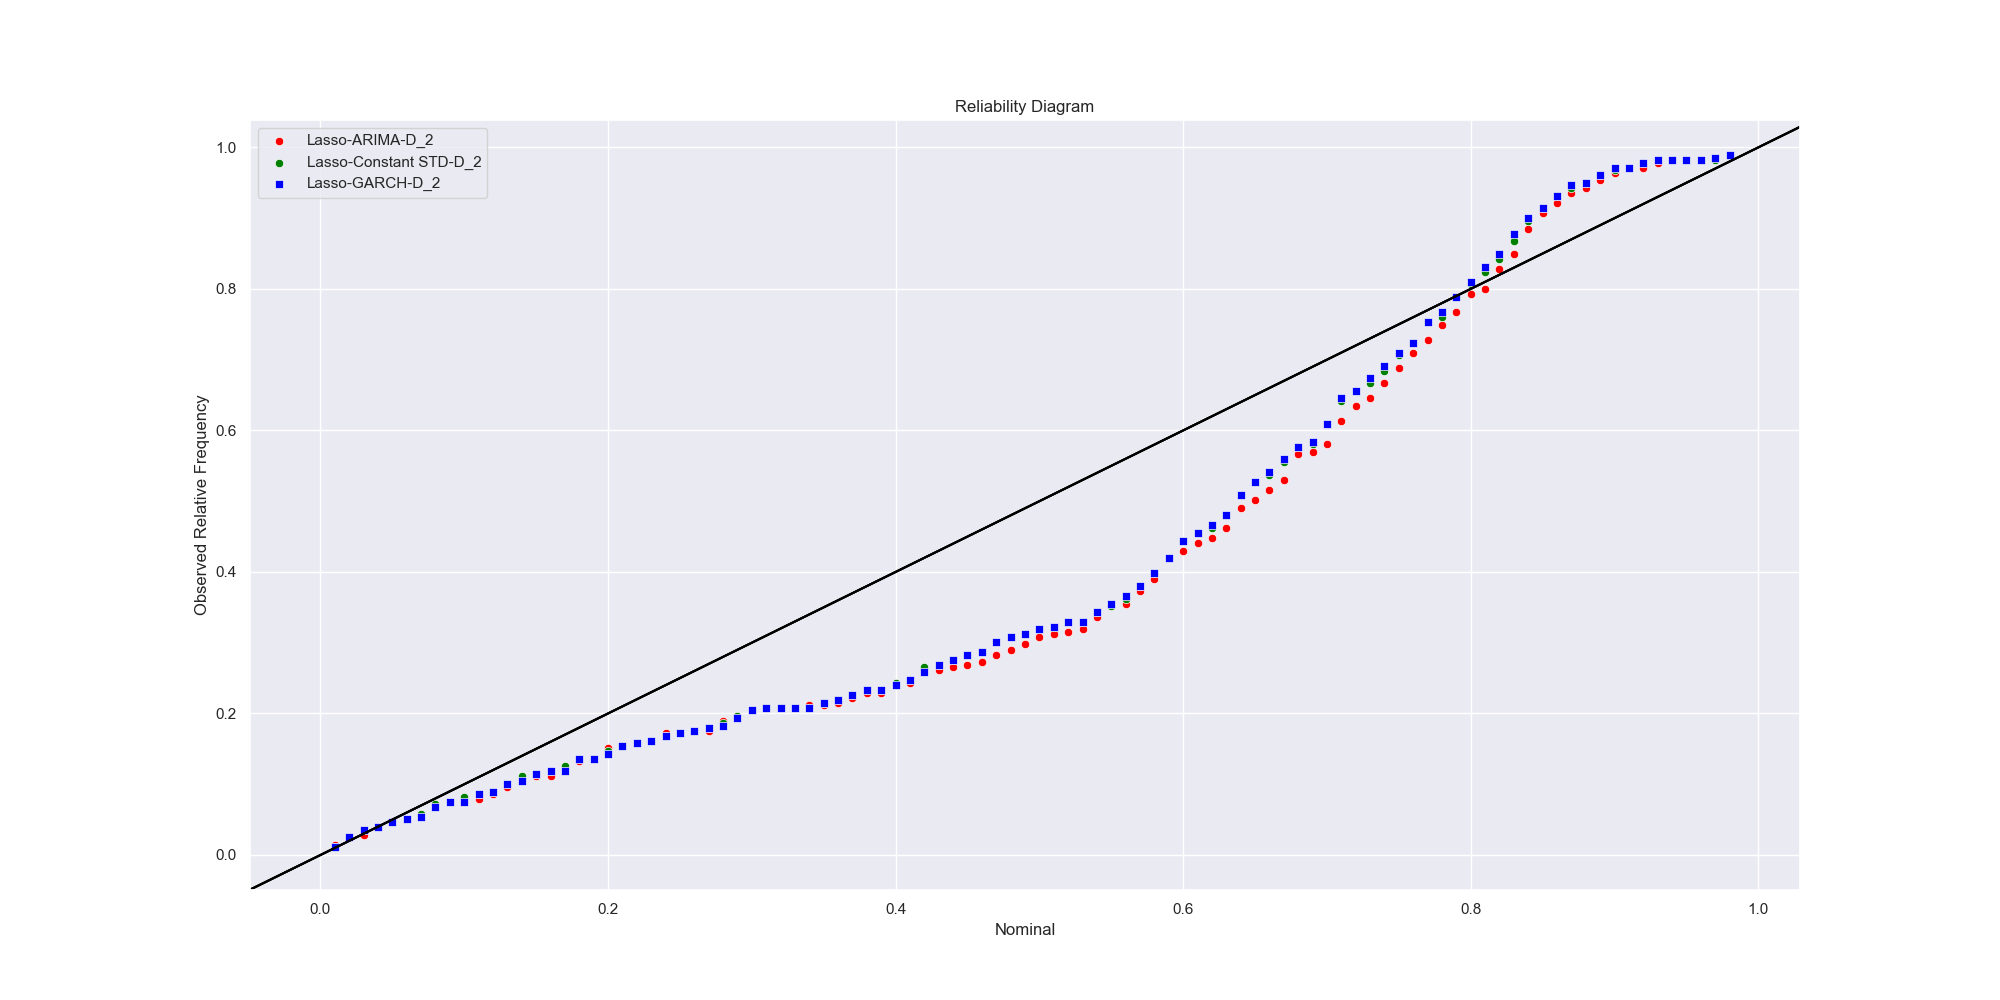 Reliability Diagram
Lasso-ARIMA-D_2
Lasso-Constant STD-D_2
Lasso-GARCH-D_2
Observed Relative Frequency
1.0
0.8
0.6
0.4
0.2
0.0
0.0 0.2 0.4 0.6 0.8 1.0
Nominal